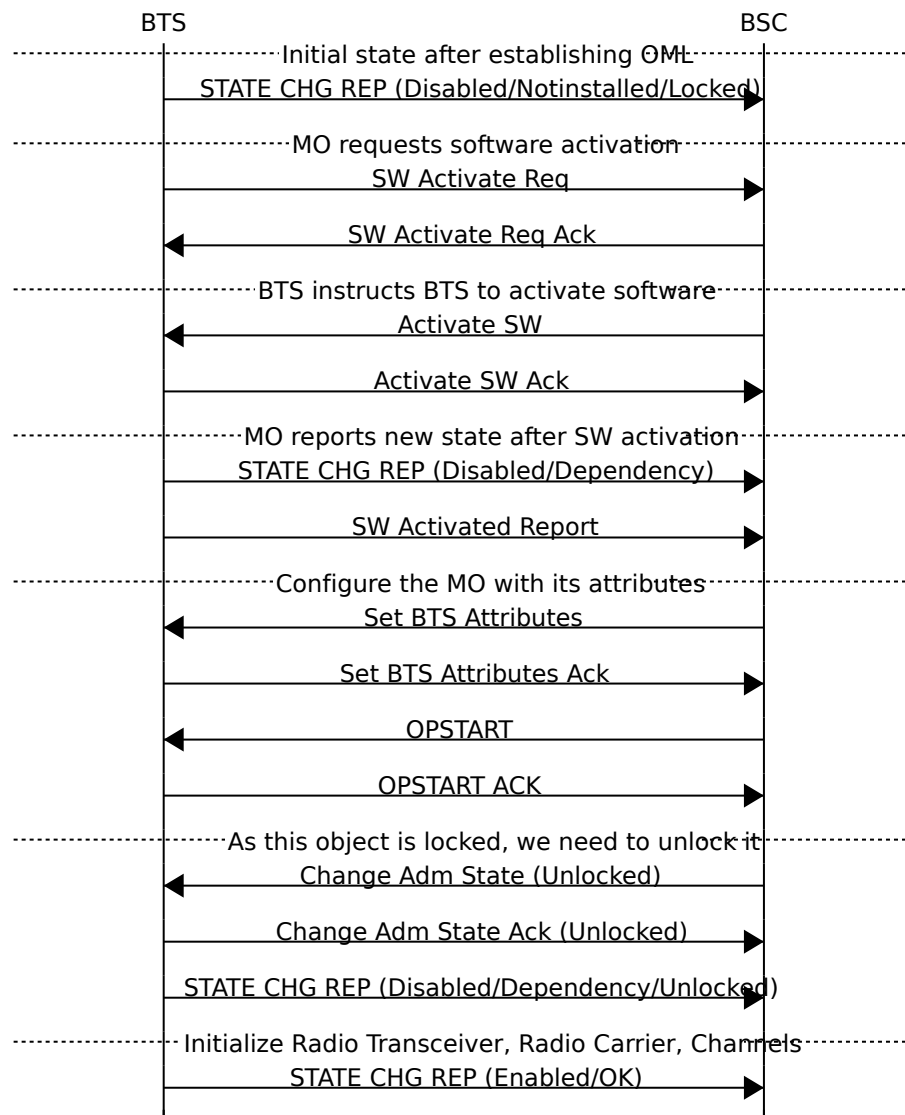 BTS BSC
Initial state after establishing OML
STATE CHG REP (Disabled/Notinstalled/Locked)
MO requests software activation
SW Activate Req
SW Activate Req Ack
BTS instructs BTS to activate software
Activate SW
Activate SW Ack
MO reports new state after SW activation
STATE CHG REP (Disabled/Dependency)
SW Activated Report
Configure the MO with its attributes
Set BTS Attributes
Set BTS Attributes Ack
OPSTART
OPSTART ACK
As this object is locked, we need to unlock it
Change Adm State (Unlocked)
Change Adm State Ack (Unlocked)
STATE CHG REP (Disabled/Dependency/Unlocked)
Initialize Radio Transceiver, Radio Carrier, Channels
STATE CHG REP (Enabled/OK)